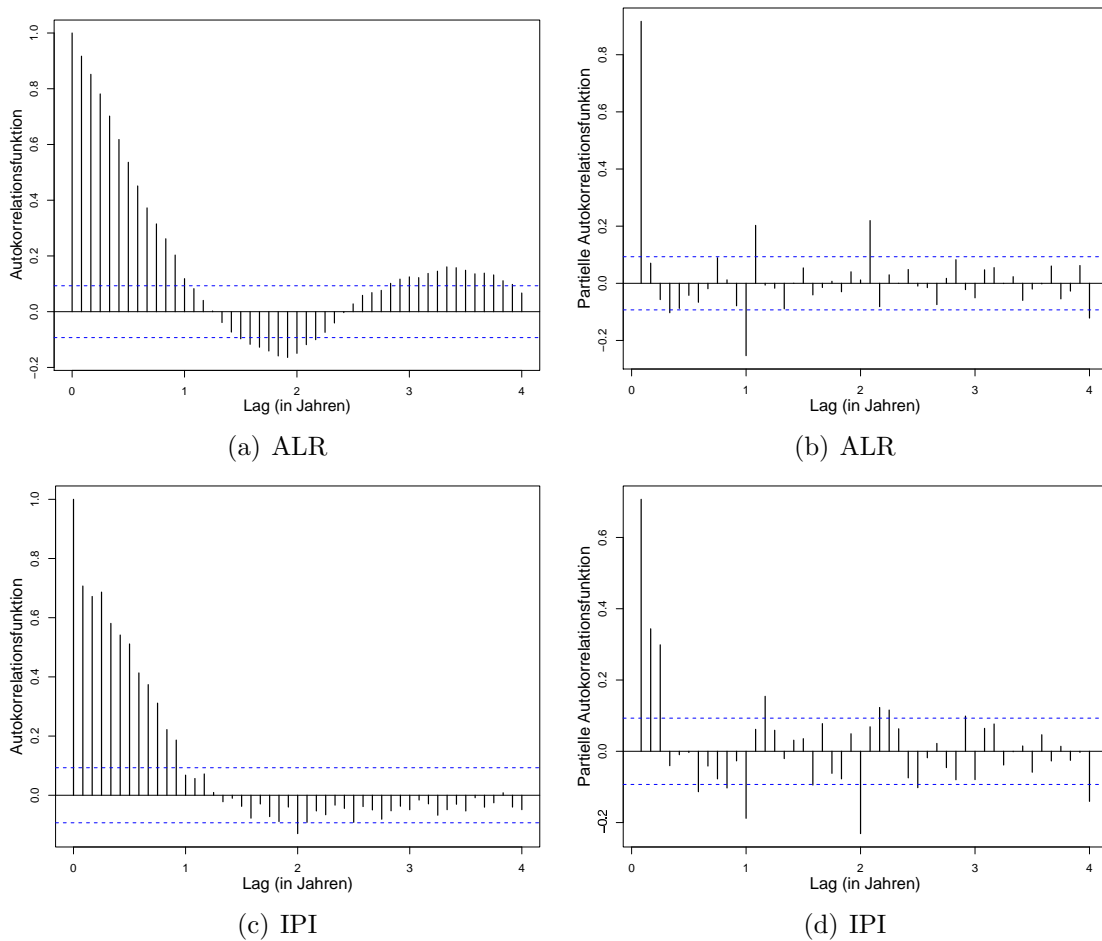 Autokorrelationsfunktion
1.0
0.8
0.6
0.4
0.2
0.0
−0.2
0 1 2 3 4
Lag (in Jahren)
(a) ALR
Partielle Autokorrelationsfunktion
0.8
0.6
0.4
0.2
0.0
−0.2
0 1 2 3 4
Lag (in Jahren)
(b) ALR
Autokorrelationsfunktion
1.0
0.8
0.6
0.4
0.2
0.0
0 1 2 3 4
Lag (in Jahren)
(c) IPI
Partielle Autokorrelationsfunktion
0.6
0.4
0.2
0.0
−0.2
0 1 2 3 4
Lag (in Jahren)
(d) IPI